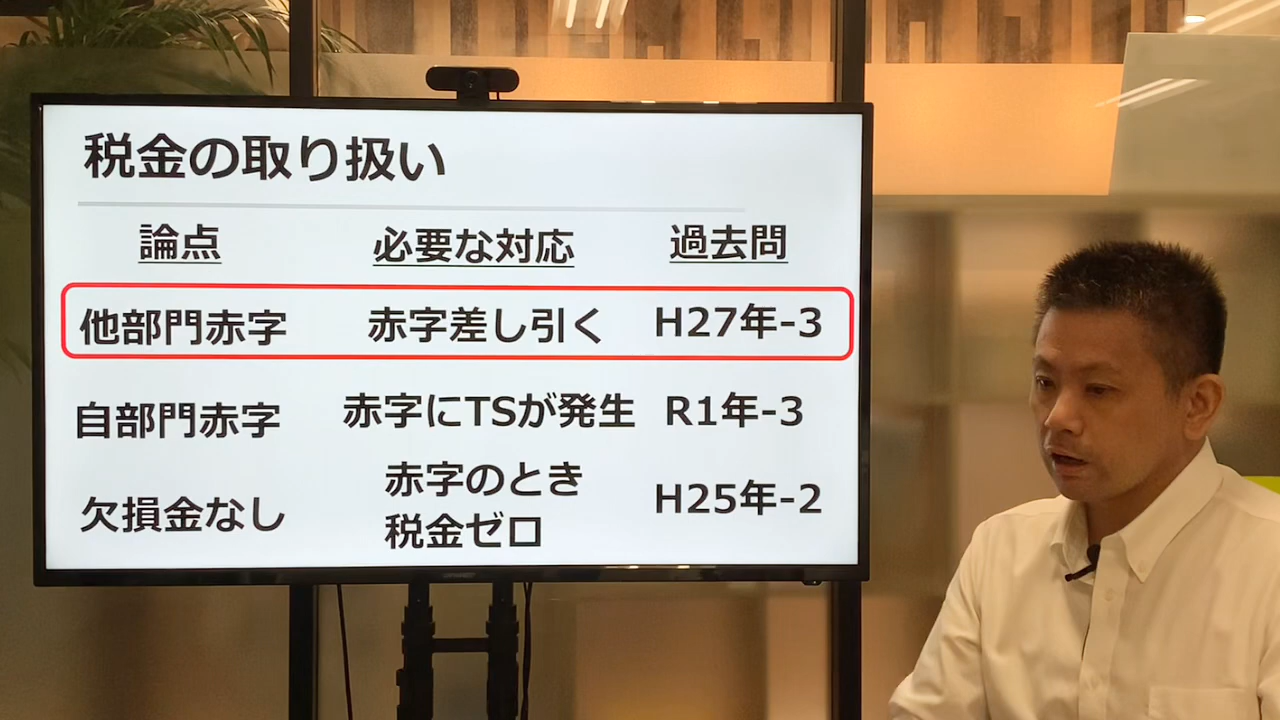 税金の取り扱い
論点 必要な対応 過去問
他部門赤字 赤字差し引く H27年-3
自部門赤字 赤字にTSが発生 R1年-3
欠損金なし 赤字のとき 税金ゼロ H25年-2